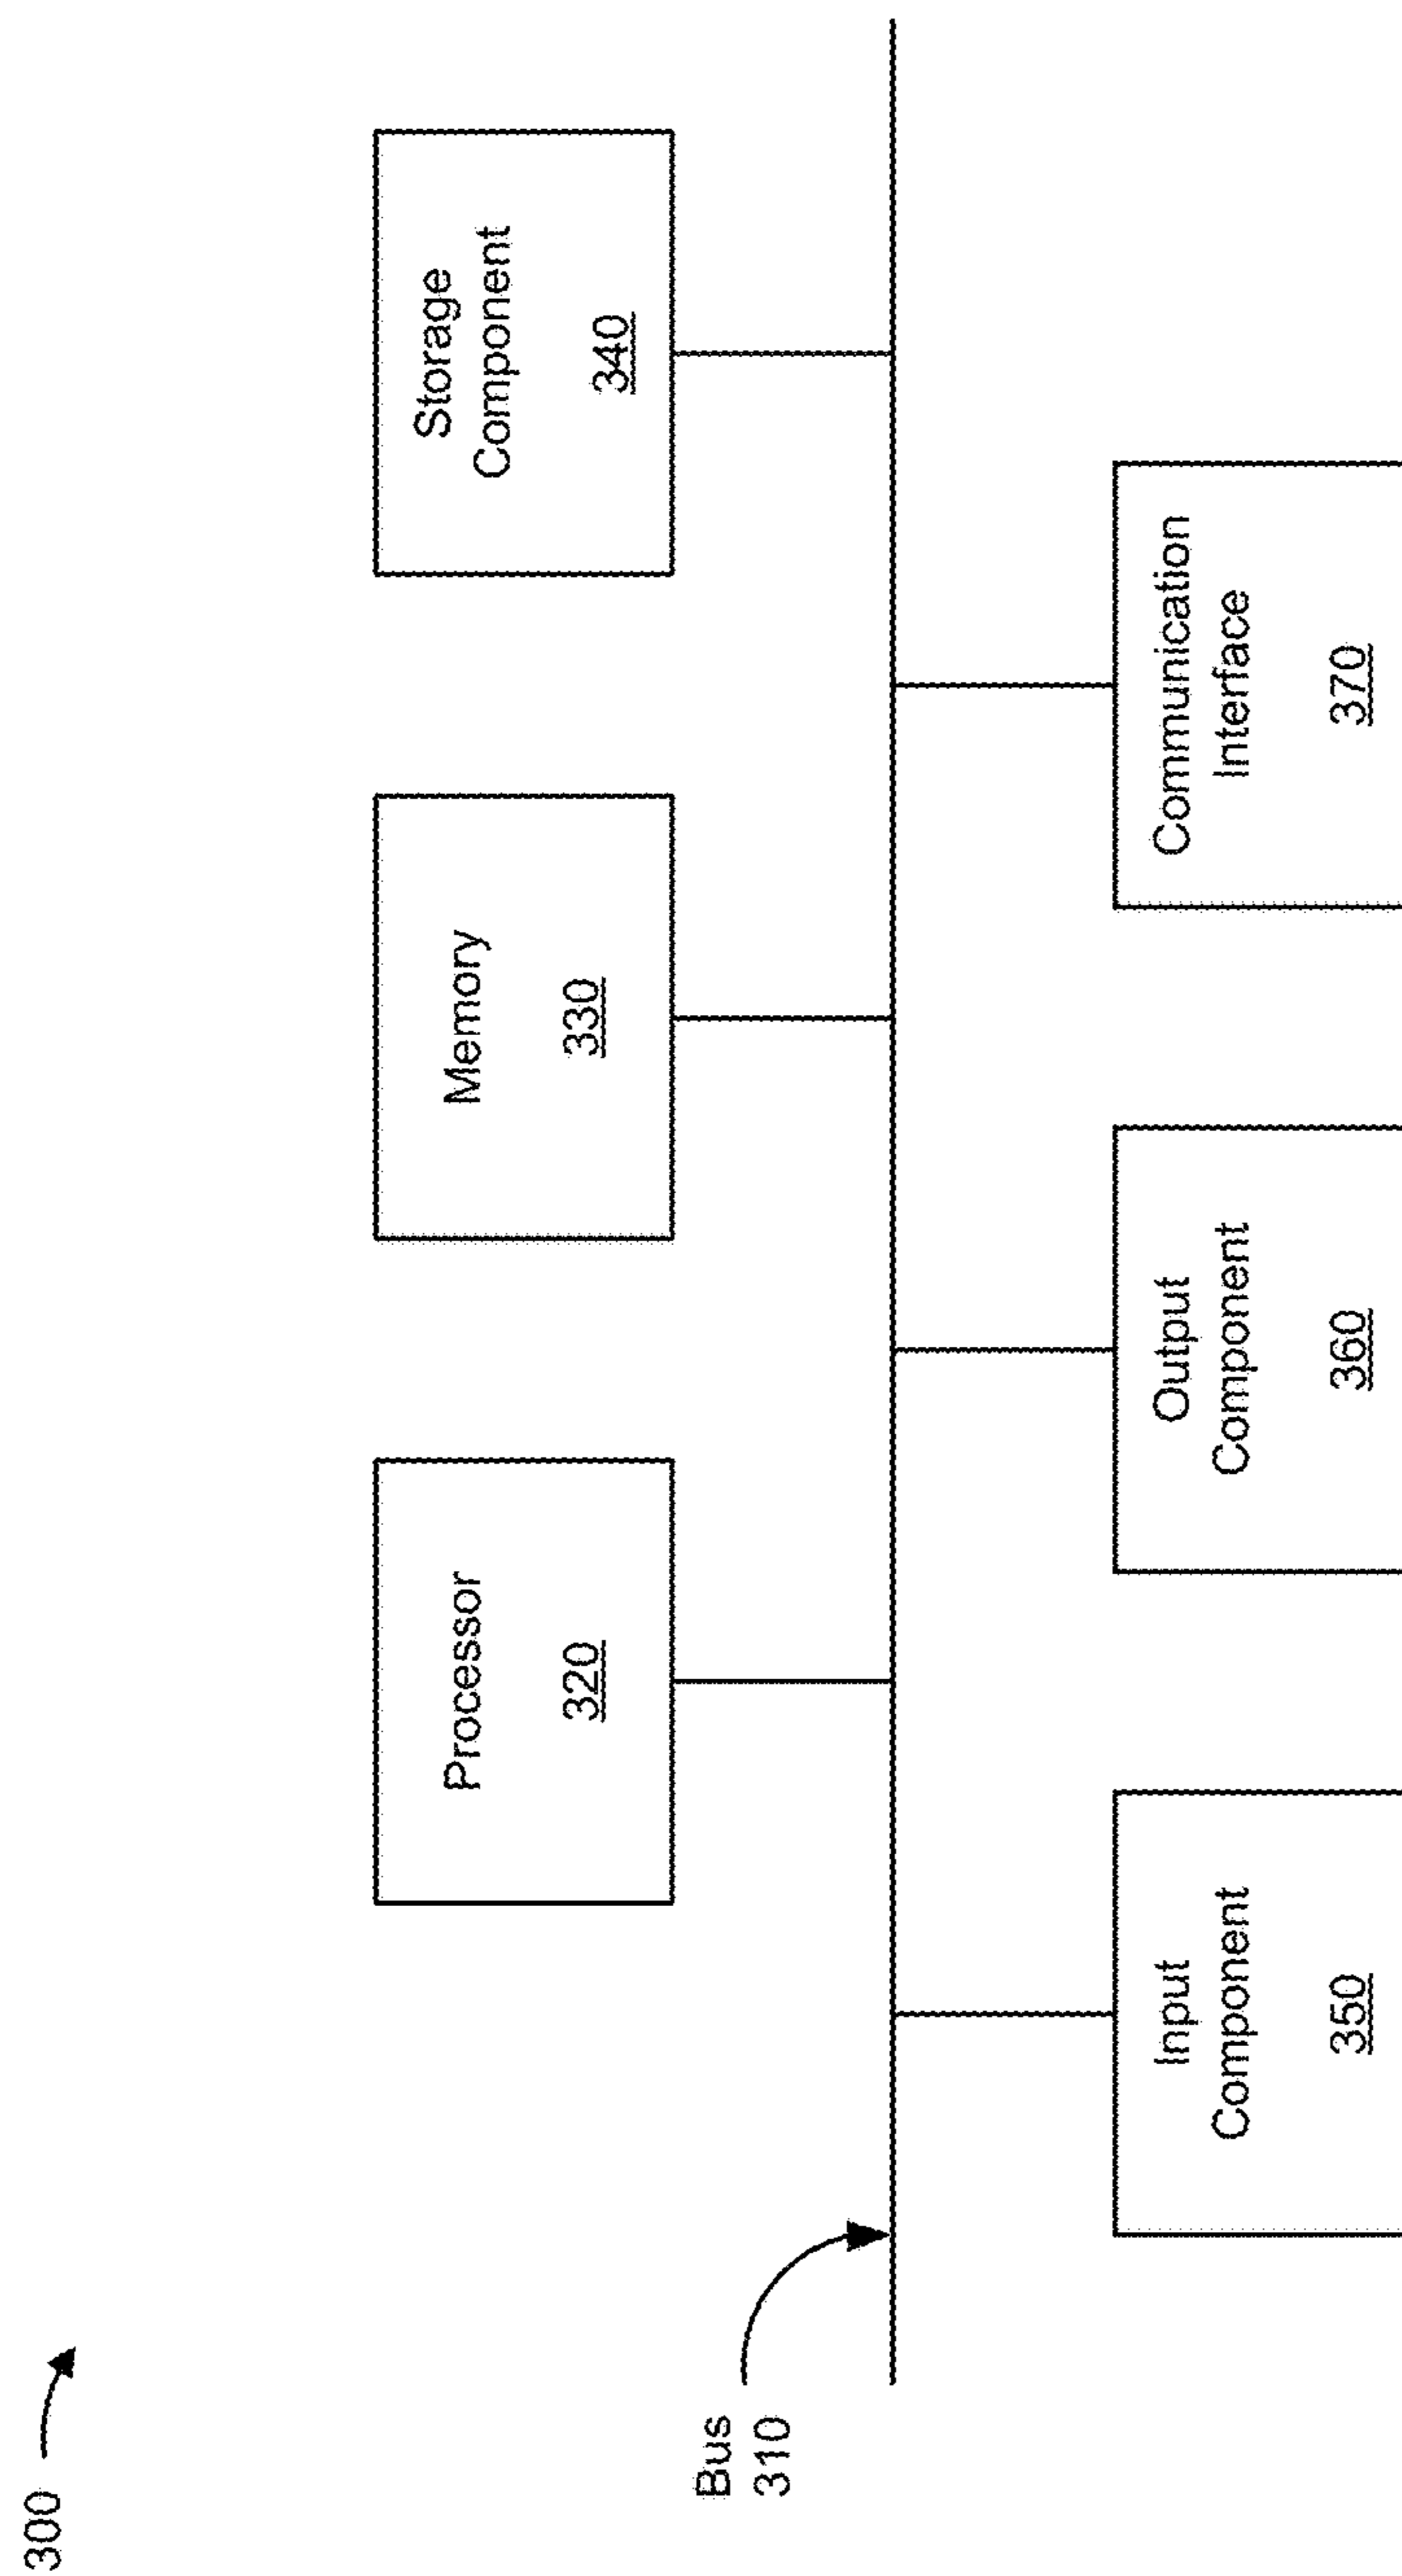 300
Bus
310
Processor
320
Memory
330
Storage
Component
340
Input
Component
350
Output
Component
360
Communication
Interface
370